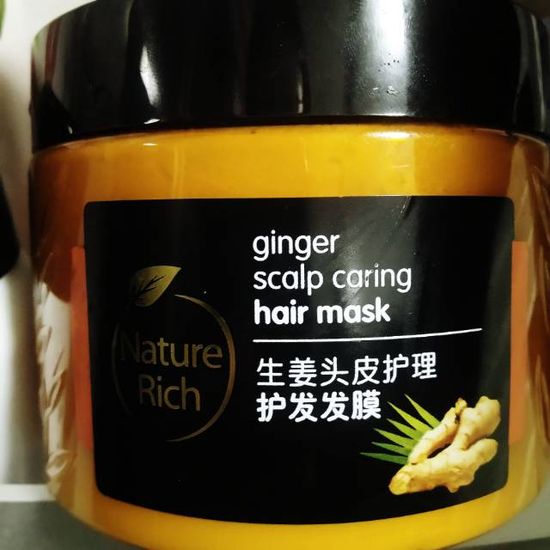 Nature
Rich
ginger
scalp caring
hair mask
生姜头皮护理
护发发膜